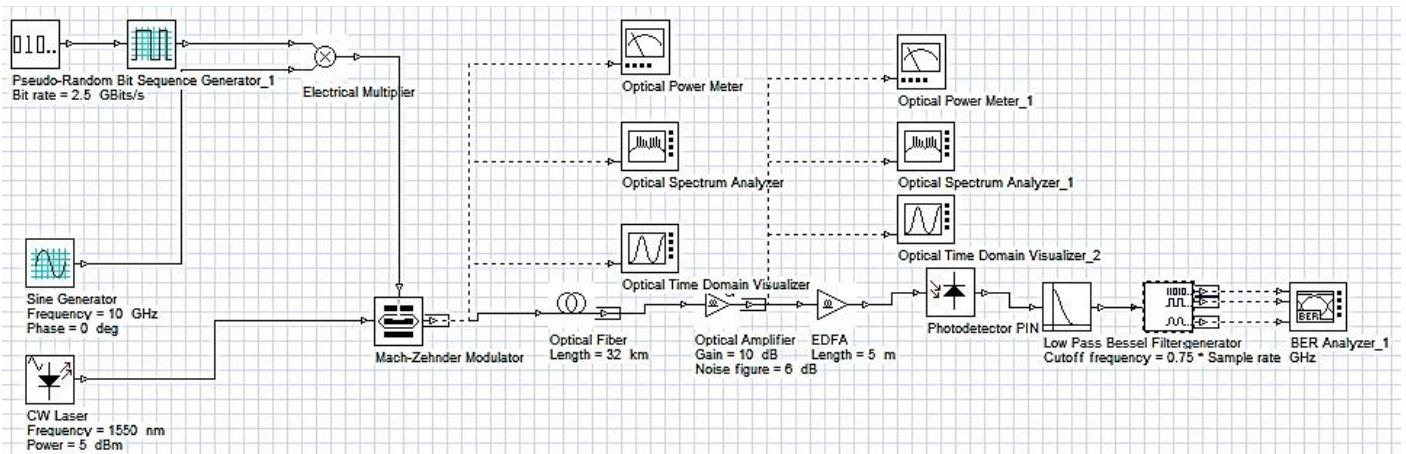 010..
Pseudo-Random Bit Sequence Generator_1
Bit rate = 2.5 GBits/s
Electrical Multiplier
Optical Power Meter
Optical Power Meter_1
Optical Spectrum Analyzer
Optical Spectrum Analyzer_1
Optical Time Domain Visualizer
Optical Time Domain Visualizer_2
Sine Generator
Frequency = 10 GHz
Phase = 0 deg
Mach-Zehnder Modulator
CW Laser
Frequency = 1550 nm
Power = 5 dBm
Optical Fiber
Length = 32 km
Optical Amplifier
Gain = 10 dB
Noise figure = 6 dB
EDFA
Length = 5 m
Photodetector PIN
Low Pass Bessel Filtergenerator
Cutoff frequency = 0.75 * Sample rate GHz
BER
BER Analyzer_1